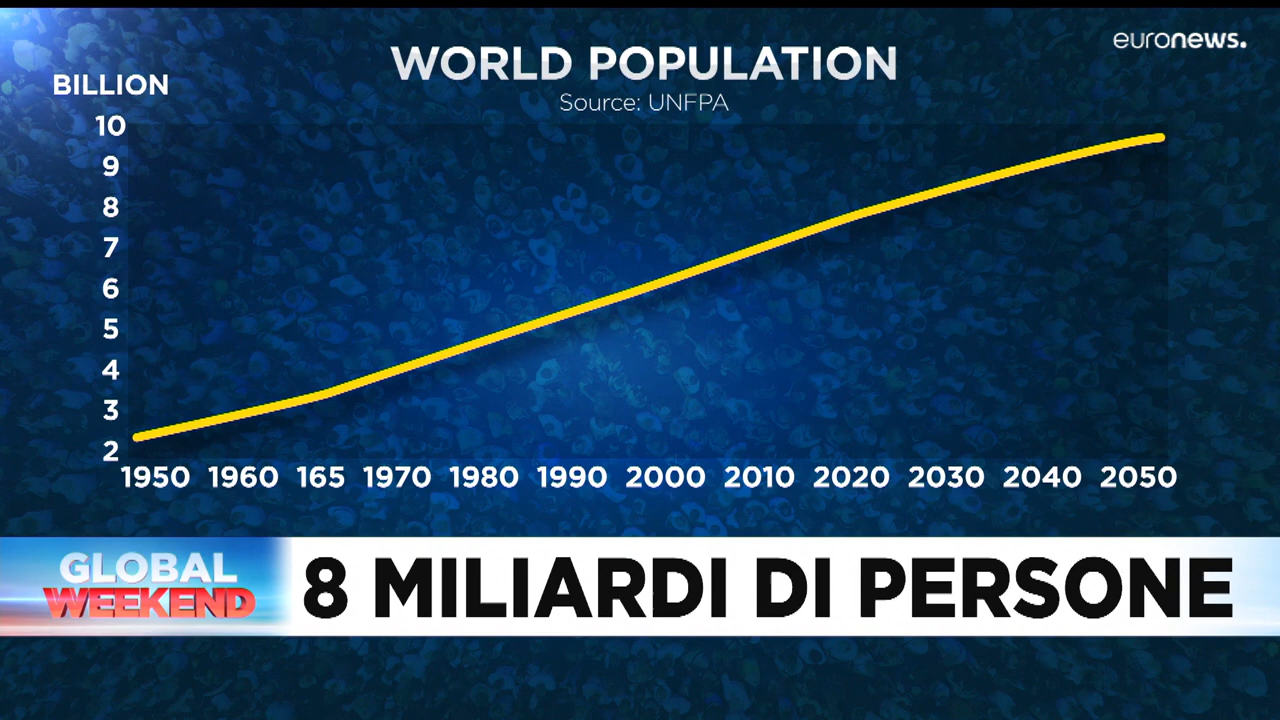 euronews.
WORLD POPULATION
BILLION
Source: UNFPA
10
9
8
7
6
5
4
3
2
1950 1960 165 1970 1980 1990 2000 2010 2020 2030 2040 2050
GLOBAL
WEEKEND
8 MILIARDI DI PERSONE